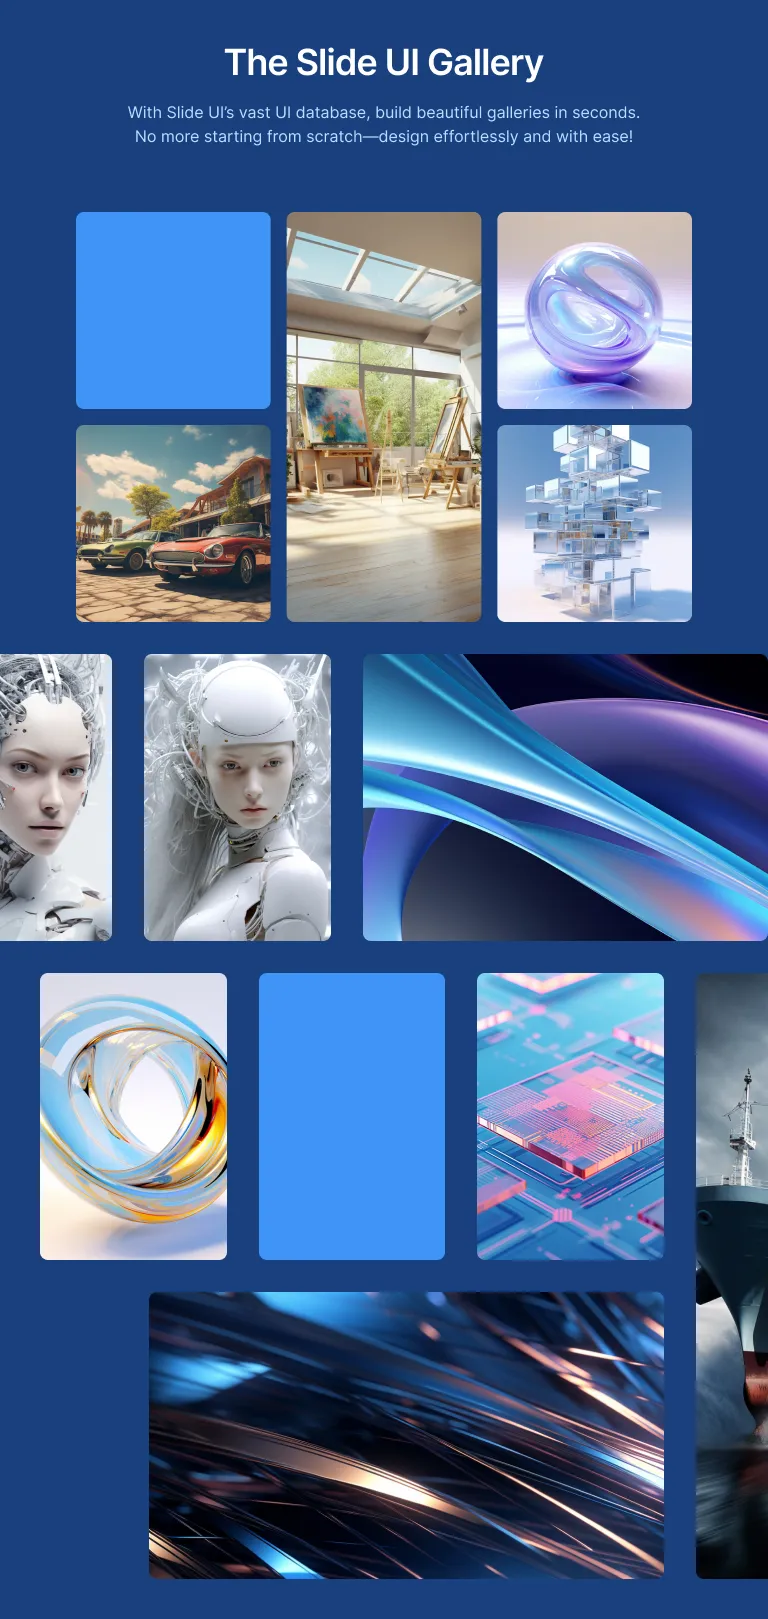 The Slide UI Gallery
With Slide UI’s vast UI database, build beautiful galleries in seconds.
No more starting from scratch—design effortlessly and with ease!